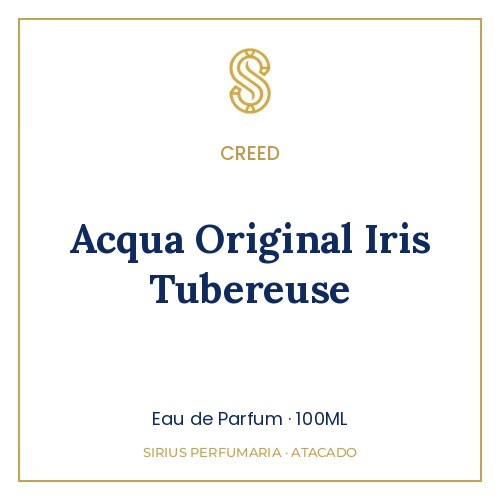 CREED
Acqua Original Iris
Tubereuse
Eau de Parfum · 100ML
SIRIUS PERFUMARIA · ATACADO